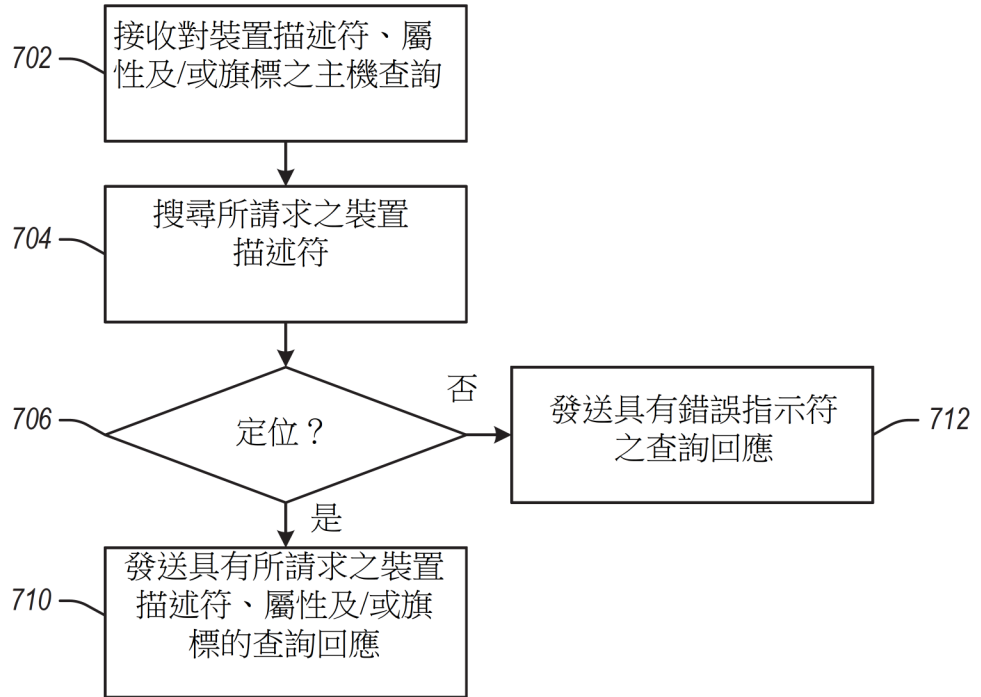 702
接收對裝置描述符、屬
性及/或旗標之主機查詢
704
搜尋所請求之裝置
描述符
706
定位？
否
發送具有錯誤指示符
之查詢回應
712
是
710
發送具有所請求之裝置
描述符、屬性及/或旗
標的查詢回應